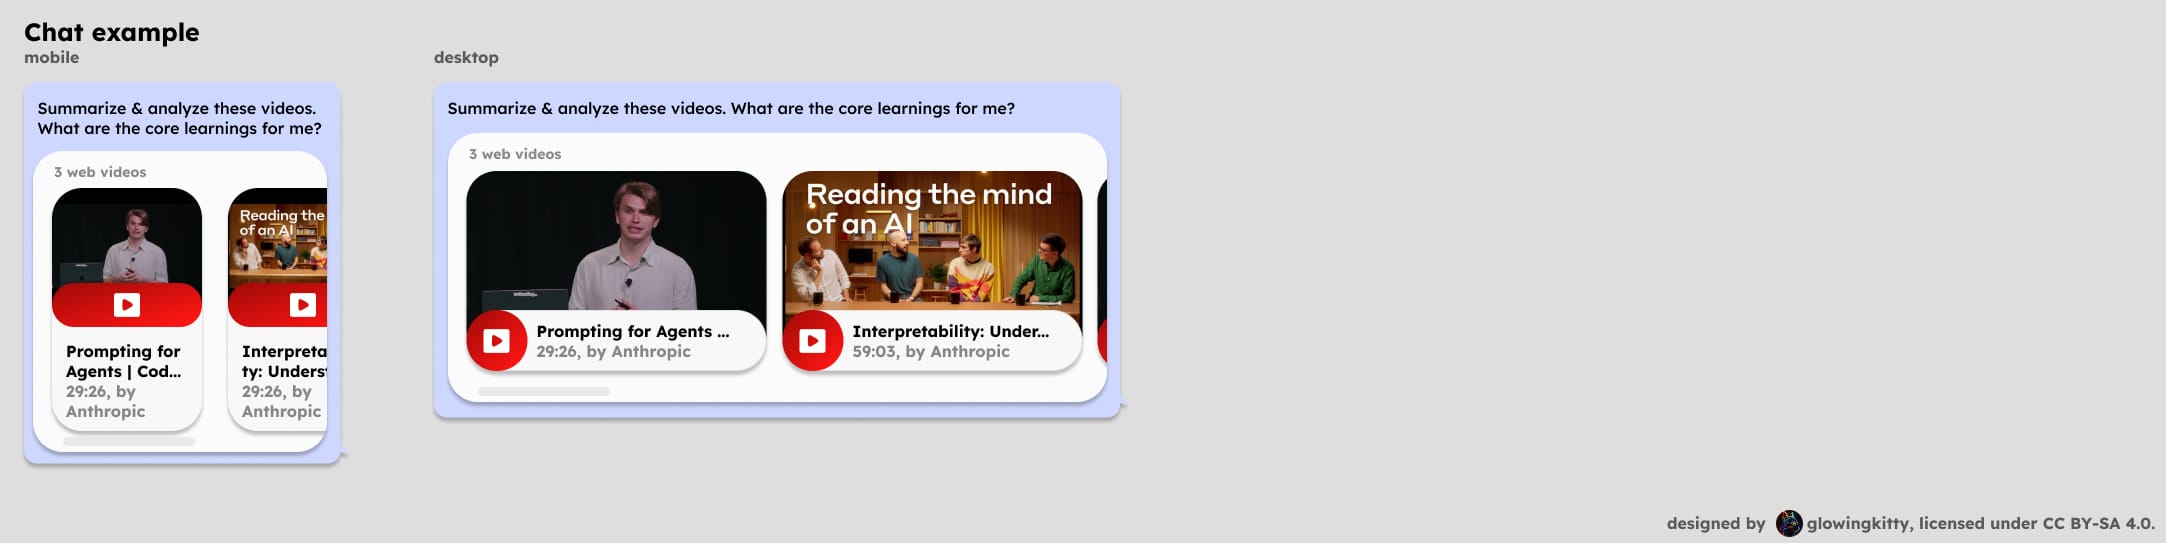 Chat example
mobile
Summarize & analyze these videos.
What are the core learnings for me?
3 web videos
Reading the
of an AI
Prompting for
Agents | Cod...
29:26, by
Anthropic
Interpreta
ty: Underst
29:26, by
Anthropic
desktop
Summarize & analyze these videos. What are the core learnings for me?
3 web videos
Reading the mind
of an AI
Prompting for Agents ...
29:26, by Anthropic
Interpretability: Under...
59:03, by Anthropic
designed by glowingkitty, licensed under CC BY-SA 4.0.